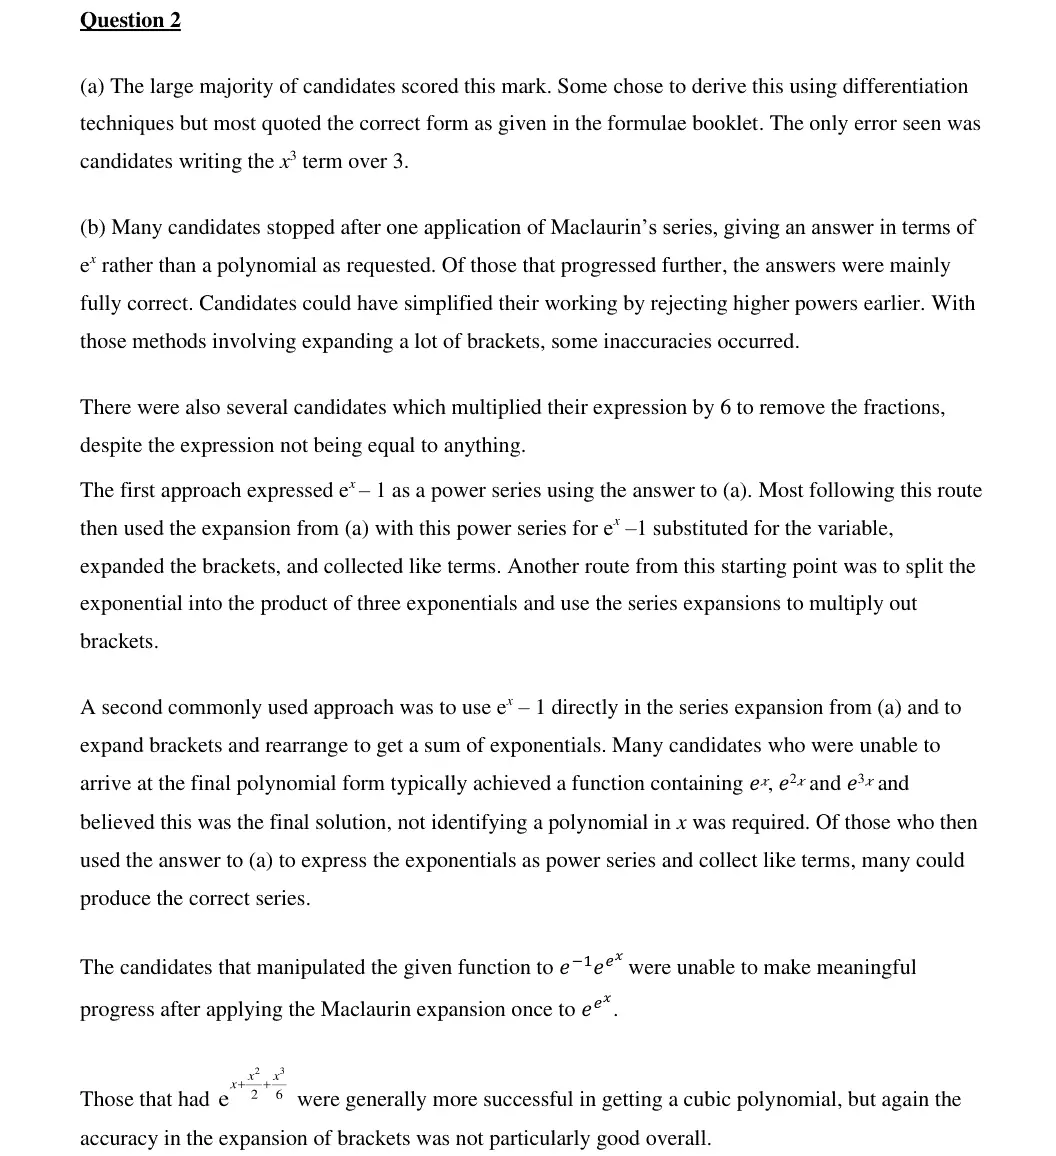 Question 2
(a) The large majority of candidates scored this mark. Some chose to derive this using differentiation
techniques but most quoted the correct form as given in the formulae booklet. The only error seen was
candidates writing the x³ term over 3.
(b) Many candidates stopped after one application of Maclaurin’s series, giving an answer in terms of
eˣ rather than a polynomial as requested. Of those that progressed further, the answers were mainly
fully correct. Candidates could have simplified their working by rejecting higher powers earlier. With
those methods involving expanding a lot of brackets, some inaccuracies occurred.
There were also several candidates which multiplied their expression by 6 to remove the fractions,
despite the expression not being equal to anything.
The first approach expressed eˣ – 1 as a power series using the answer to (a). Most following this route
then used the expansion from (a) with this power series for eˣ –1 substituted for the variable,
expanded the brackets, and collected like terms. Another route from this starting point was to split the
exponential into the product of three exponentials and use the series expansions to multiply out
brackets.
A second commonly used approach was to use eˣ – 1 directly in the series expansion from (a) and to
expand brackets and rearrange to get a sum of exponentials. Many candidates who were unable to
arrive at the final polynomial form typically achieved a function containing eˣ, e²ˣ and e³ˣ and
believed this was the final solution, not identifying a polynomial in x was required. Of those who then
used the answer to (a) to express the exponentials as power series and collect like terms, many could
produce the correct series.
The candidates that manipulated the given function to e^{-1}e^{e^x} were unable to make meaningful
progress after applying the Maclaurin expansion once to e^{e^x}.
Those that had e^{x+\frac{x^2}{2}+\frac{x^3}{6}} were generally more successful in getting a cubic polynomial, but again the
accuracy in the expansion of brackets was not particularly good overall.